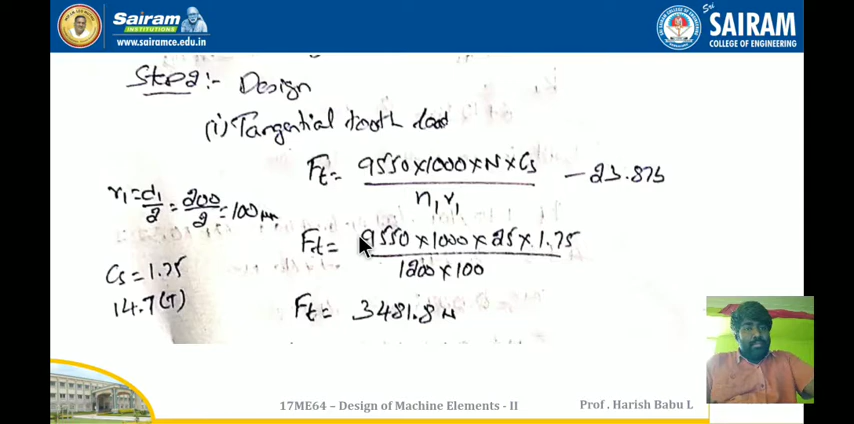 Sairam
INSTITUTIONS
www.sairamce.edu.in
Sri
SAIRAM
COLLEGE OF ENGINEERING
Step2:- Design
(i) Tangential tooth load
Ft = 9550×1000×N×Cs / n1 r1 — 23.873
r1 = d1/2 = 200/2 = 100 mm
Ft = 9550×1000×25×1.75 / 1200×100
Cs = 1.75
14.7(T)
Ft = 3481.8 N
17ME64 – Design of Machine Elements - II
Prof. Harish Babu L